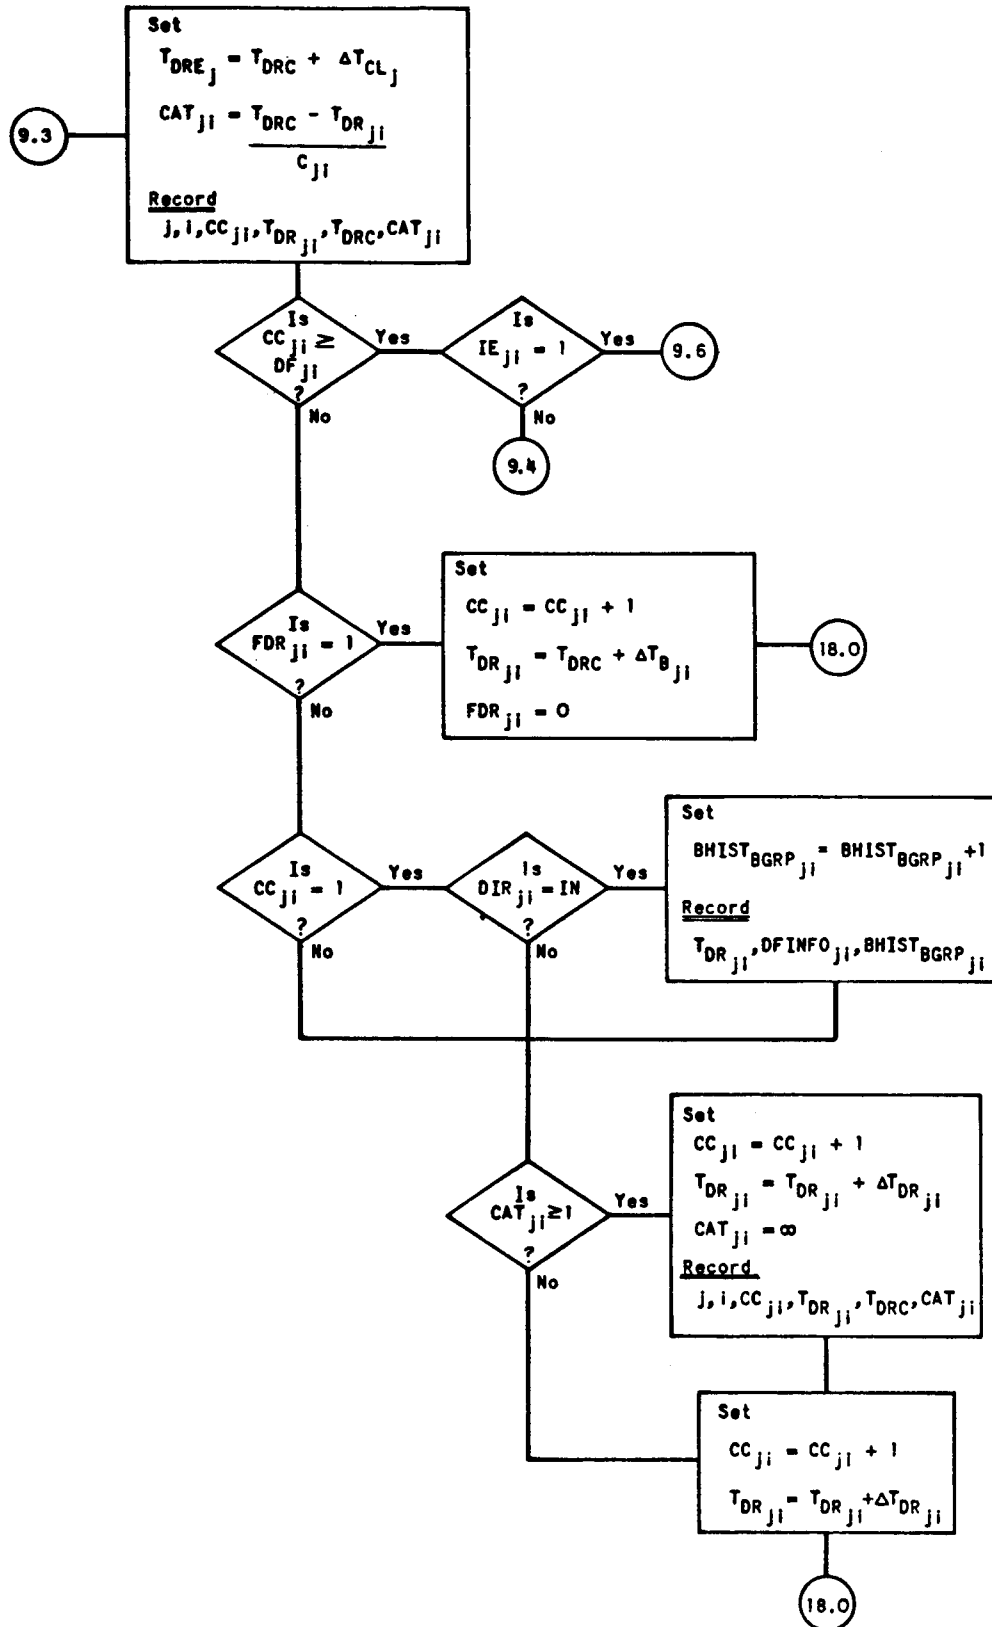 Set
T_DRE_j = T_DRC + ΔT_CL_j
9.3
CAT_ji = T_DRC - T_DR_ji
C_ji
Record
j,i,CC_ji,T_DR_ji,T_DRC,CAT_ji
Is
CC_ji ≧
DF_ji
?
Yes
No
Is
IE_ji = 1
?
Yes
No
9.6
9.4
Is
FDR_ji = 1
?
Yes
No
Set
CC_ji = CC_ji + 1
T_DR_ji = T_DRC + ΔT_B_ji
FDR_ji = 0
18.0
Is
CC_ji = 1
?
Yes
No
Is
DIR_ji = IN
?
Yes
No
Set
BHIST_BGRP_ji = BHIST_BGRP_ji +1
Record
T_DR_ji,DFINFO_ji,BHIST_BGRP_ji
Is
CAT_ji ≥1
?
Yes
No
Set
CC_ji = CC_ji + 1
T_DR_ji = T_DR_ji + ΔT_DR_ji
CAT_ji = ∞
Record
j,i,CC_ji,T_DR_ji,T_DRC,CAT_ji
Set
CC_ji = CC_ji + 1
T_DR_ji = T_DR_ji +ΔT_DR_ji
18.0